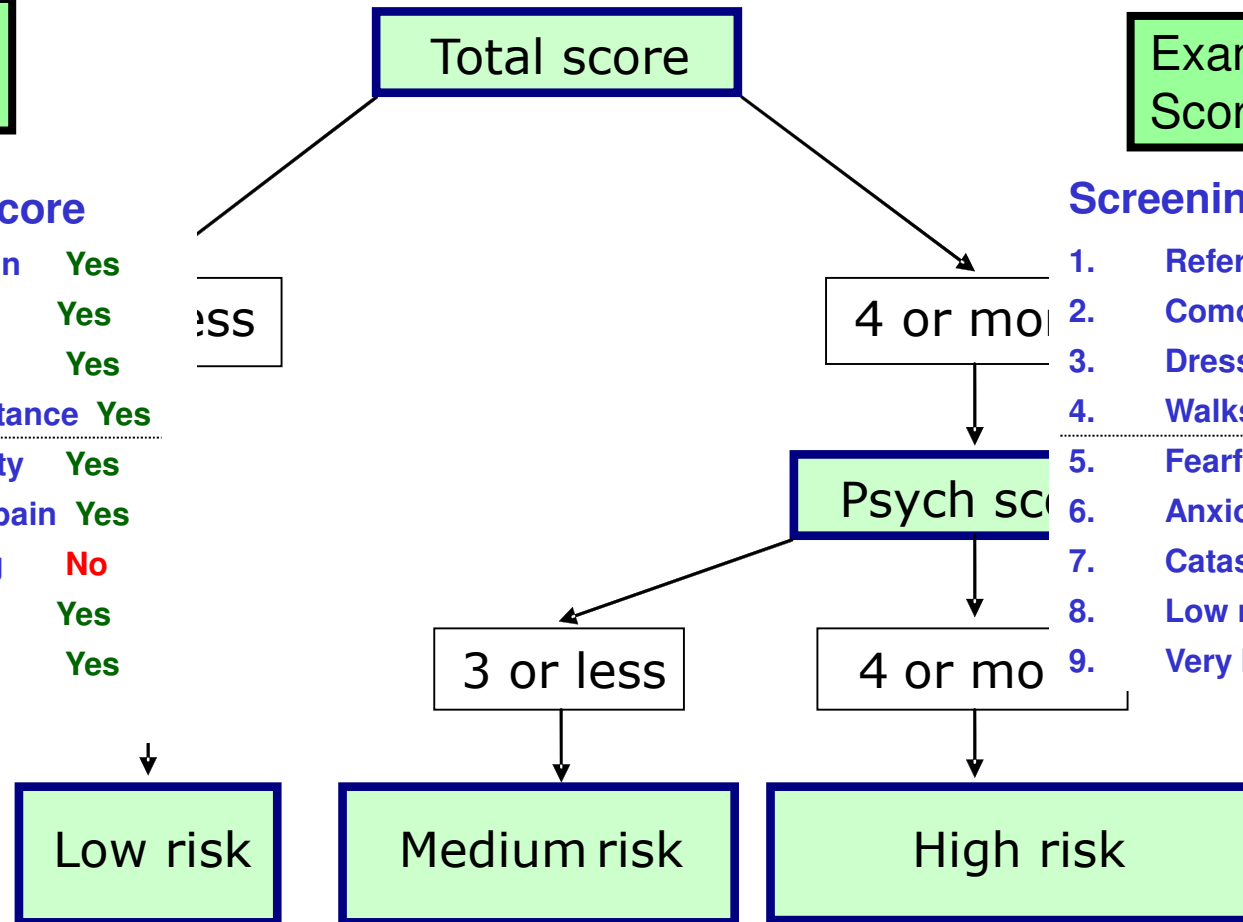 Total score
Exam
Scor
core
n Yes
Yes
Yes
tance Yes
ty Yes
pain Yes
g No
Yes
Yes
ess
4 or mor
Psych sco
3 or less
4 or mo
Screenin
1. Refer
2. Como
3. Dress
4. Walks
5. Fearf
6. Anxio
7. Catas
8. Low
9. Very
Low risk
Medium risk
High risk